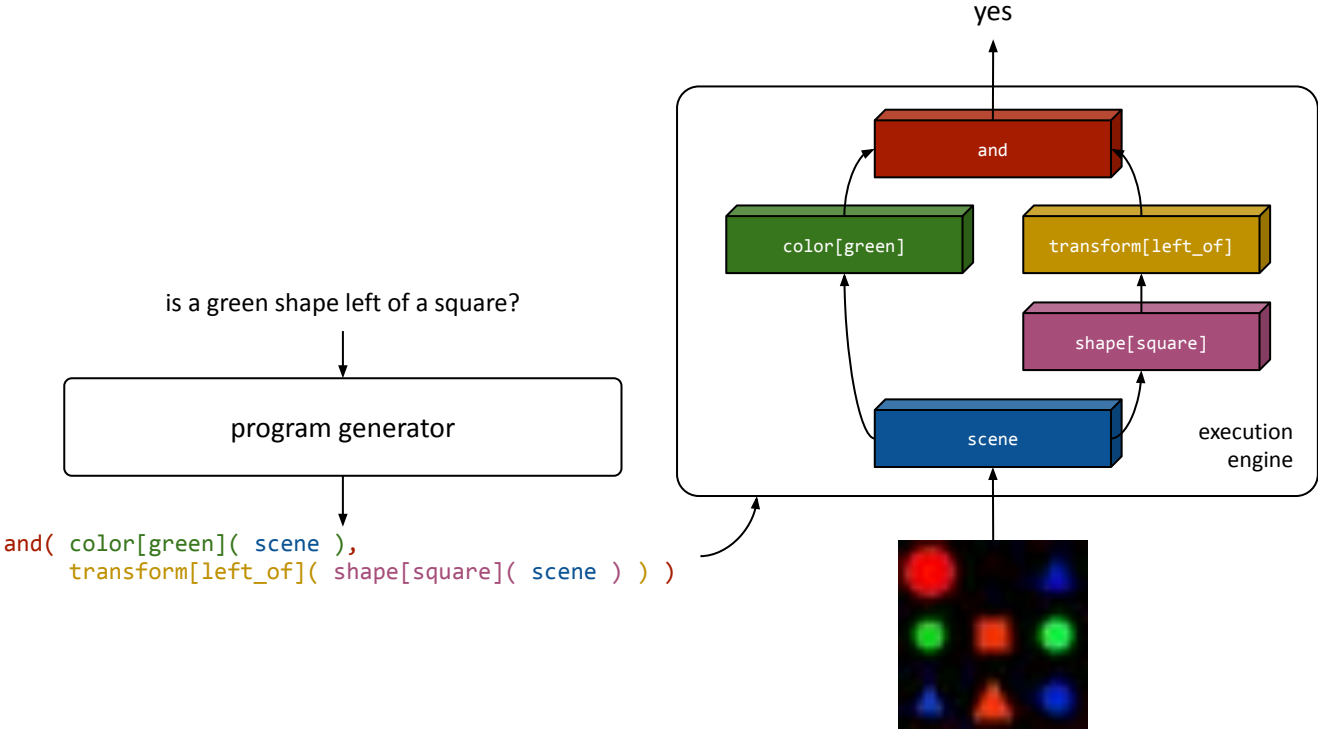 is a green shape left of a square?
program generator
and( color[green]( scene ),
transform[left_of]( shape[square]( scene ) ) )
yes
and
color[green]
transform[left_of]
shape[square]
scene
execution
engine